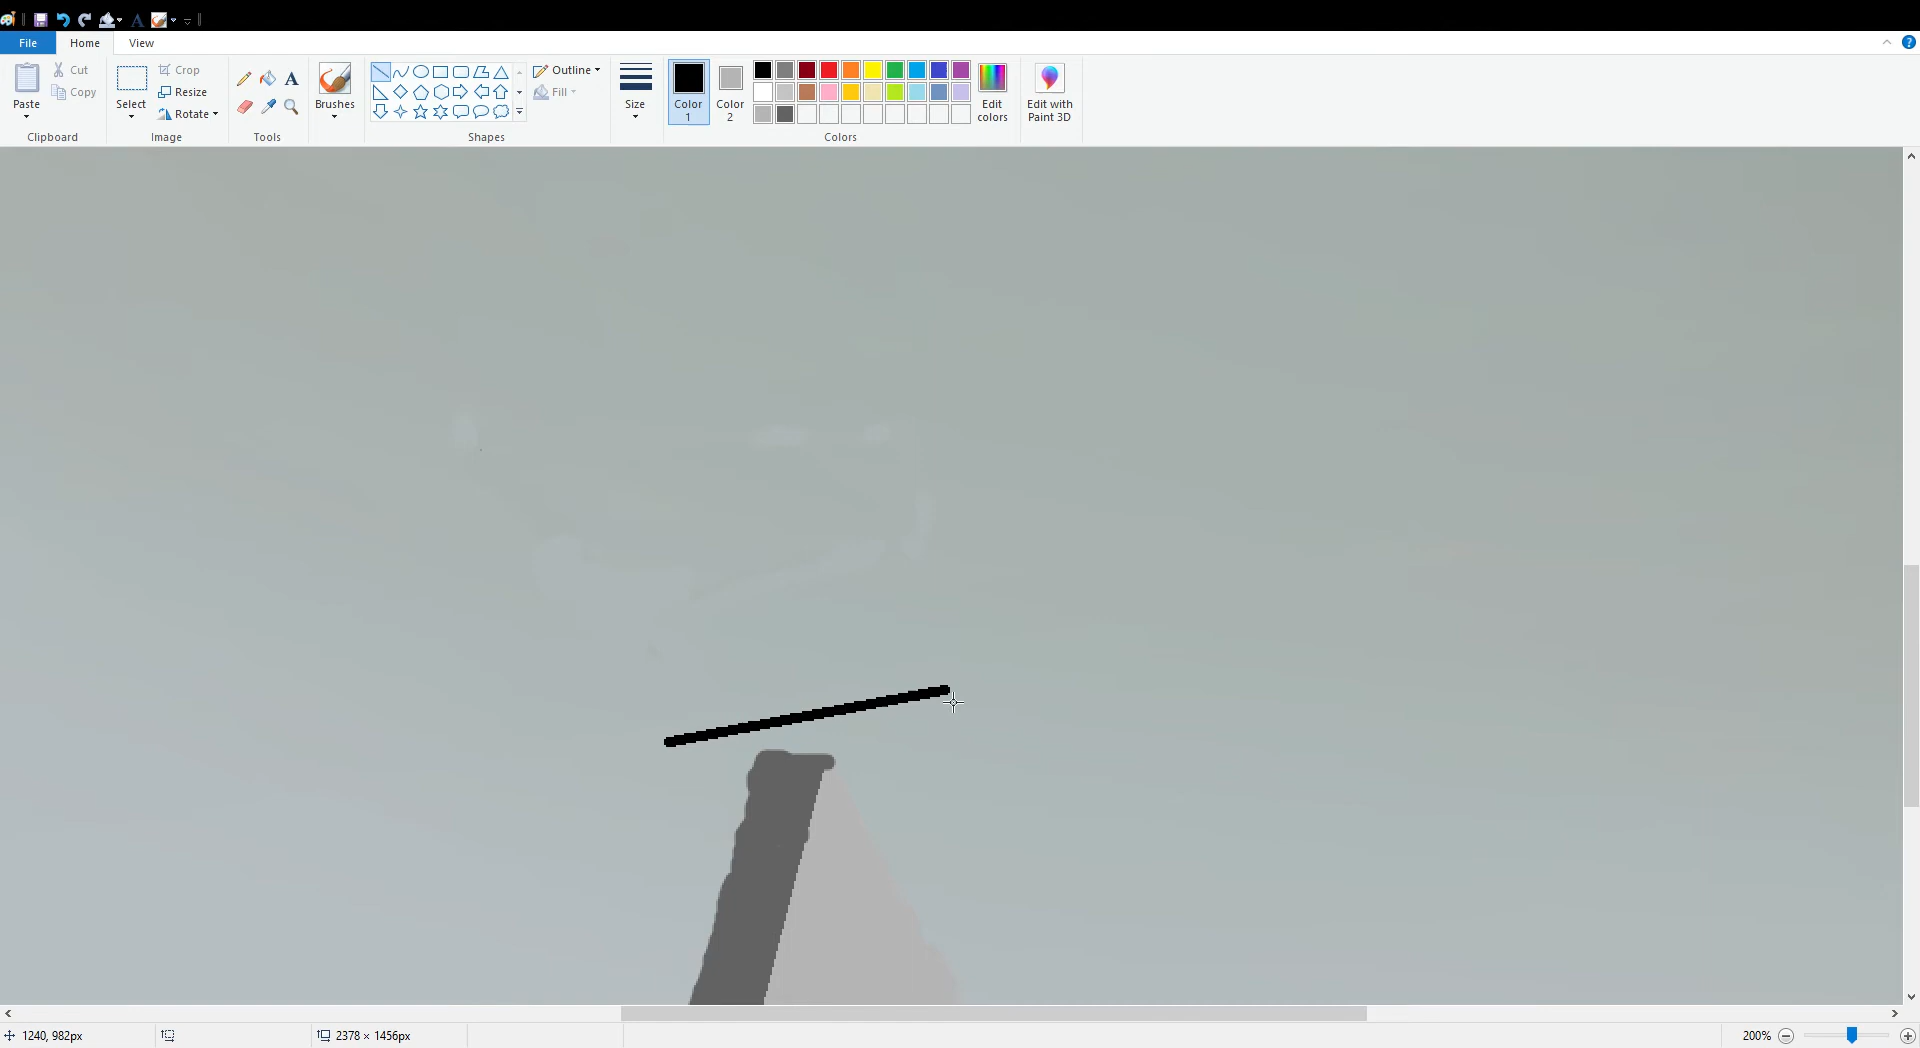 File Home View
Paste
Cut
Copy
Clipboard
Select
Crop
Resize
Rotate
Image
A
Tools
Brushes
Outline
Fill
Shapes
Size
Color 1
Color 2
Edit colors
Colors
Edit with Paint 3D
1240, 982px
2378 × 1456px
200%